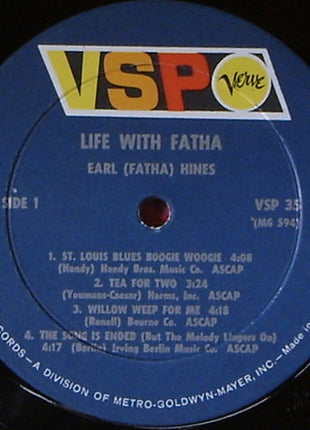 VSP Verve
LIFE WITH FATHA
EARL (FATHA) HINES
SIDE 1
VSP 35
(MG 594)
1. ST. LOUIS BLUES BOOGIE WOOGIE 4:08
(Handy) Handy Bros. Music Co. ASCAP
2. TEA FOR TWO 3:24
(Youmans-Caesar) Harms, Inc. ASCAP
3. WILLOW WEEP FOR ME 4:18
(Ronell) Bourne Co. ASCAP
4. THE SONG IS ENDED (But The Melody Lingers On)
4:17 (Berlin) Irving Berlin Music Co. ASCAP
CORDS—A DIVISION OF METRO-GOLDWYN-MAYER, INC.—Made in